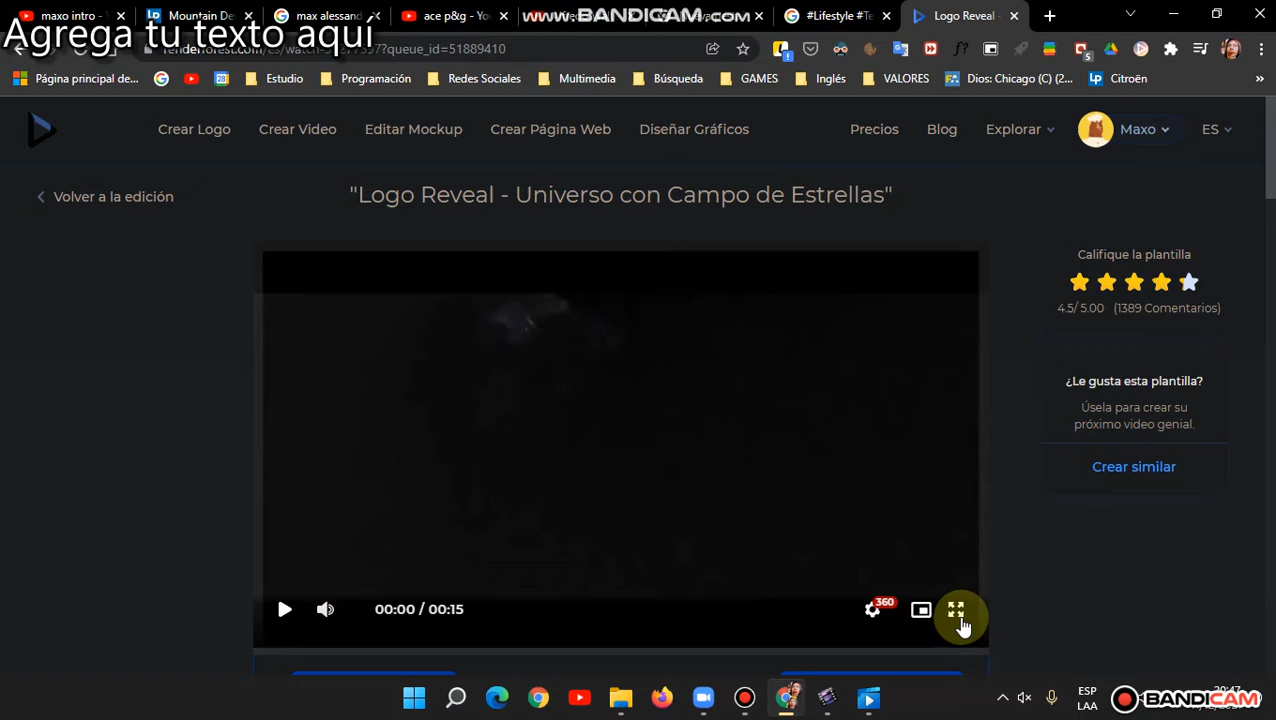 maxo intro - Y
Mountain De
max alessand
ace pkg - You
www.BANDICAM.com
#Lifestyle Te
Logo Reveal -
Agrega tu texto aquí
queue_id=51889410
Página principal de...
Estudio
Programación
Redes Sociales
Multimedia
Búsqueda
GAMES
Inglés
VALORES
Dios: Chicago (C) (2...
Citroën
Crear Logo
Crear Video
Editar Mockup
Crear Página Web
Diseñar Gráficos
Precios
Blog
Explorar
Maxo
ES
Volver a la edición
"Logo Reveal - Universo con Campo de Estrellas"
Califique la plantilla
4.5/ 5.00 (1389 Comentarios)
¿Le gusta esta plantilla?
Úsela para crear su
próximo video genial.
Crear similar
00:00 / 00:15
360
ESP
LAA
20:47
BANDICAM